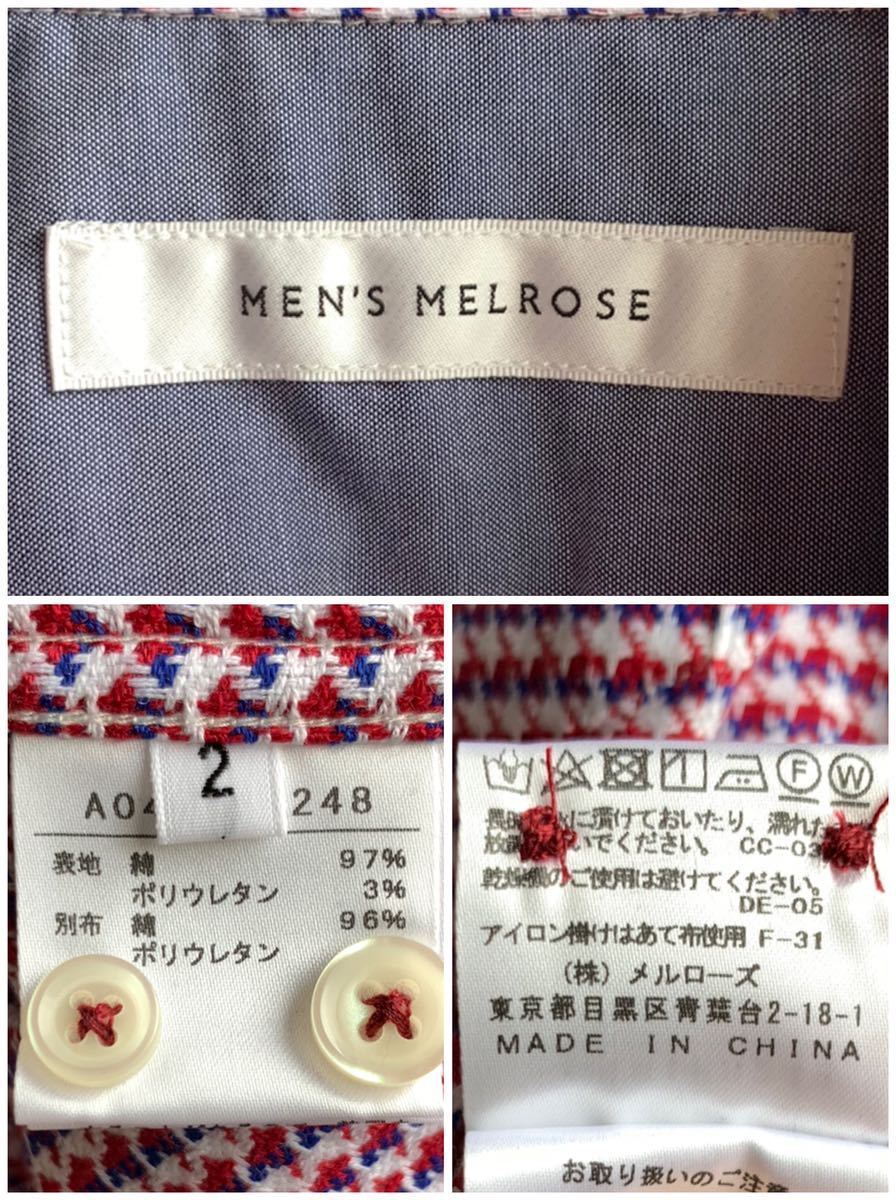 MEN'S MELROSE
2
A04 248
表地 綿 97%
ポリウレタン 3%
別布 綿 96%
ポリウレタン
F W
に漬けておいたり、濡れた
いでください。 CC-03
のご使用は避けてください。
DE-05
アイロン掛けはあて布使用 F-31
(株) メルローズ
東京都目黒区青葉台2-18-1
MADE IN CHINA
お取り扱いのご注意